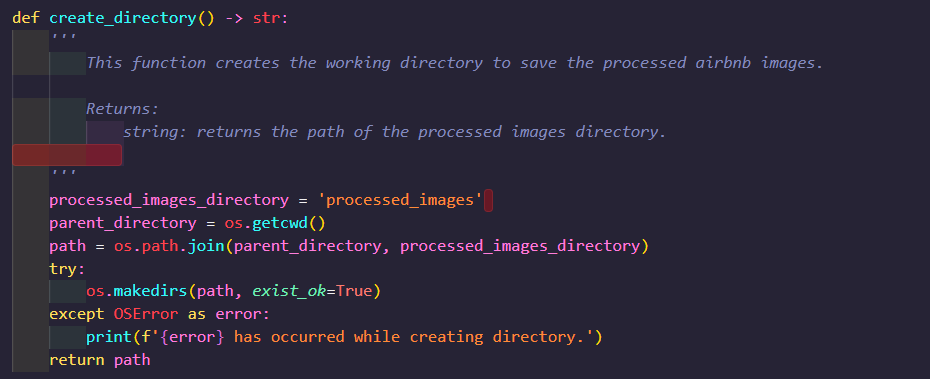 def create_directory() -> str:
    '''
        This function creates the working directory to save the processed airbnb images.

        Returns:
            string: returns the path of the processed images directory.

    '''
    processed_images_directory = 'processed_images'
    parent_directory = os.getcwd()
    path = os.path.join(parent_directory, processed_images_directory)
    try:
        os.makedirs(path, exist_ok=True)
    except OSError as error:
        print(f'{error} has occurred while creating directory.')
    return path